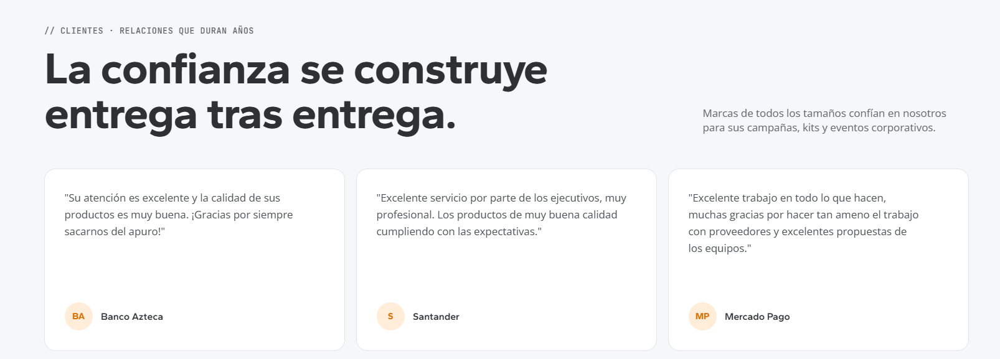 // CLIENTES · RELACIONES QUE DURAN AÑOS
La confianza se construye
entrega tras entrega.
Marcas de todos los tamaños confían en nosotros
para sus campañas, kits y eventos corporativos.
"Su atención es excelente y la calidad de sus
productos es muy buena. ¡Gracias por siempre
sacarnos del apuro!"
BA
Banco Azteca
"Excelente servicio por parte de los ejecutivos, muy
profesional. Los productos de muy buena calidad
cumpliendo con las expectativas."
S
Santander
"Excelente trabajo en todo lo que hacen,
muchas gracias por hacer tan ameno el trabajo
con proveedores y excelentes propuestas de
los equipos."
MP
Mercado Pago